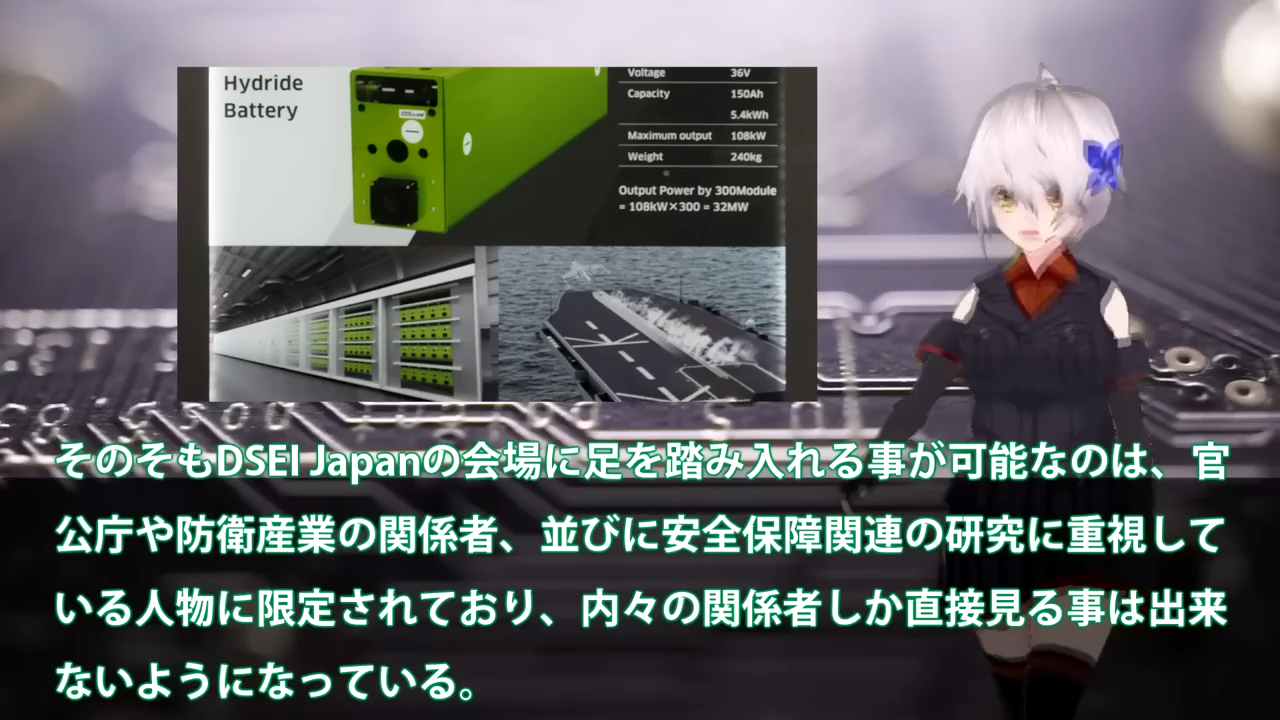 Hydride
Battery
Voltage 36V
Capacity 150Ah
5.4kWh
Maximum output 108kW
Weight 240kg
Output Power by 300Module
= 108kW×300 = 32MW
そのそもDSEI Japanの会場に足を踏み入れる事が可能なのは、官
公庁や防衛産業の関係者、並びに安全保障関連の研究に重視して
いる人物に限定されており、内々の関係者しか直接見る事は出来
ないようになっている。